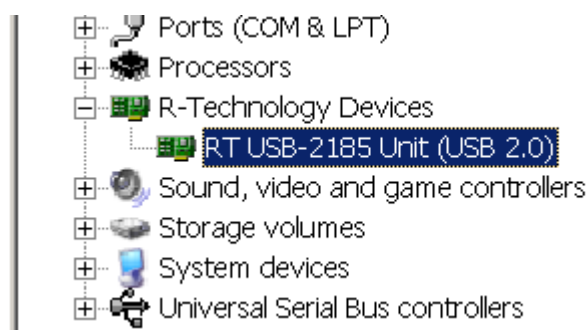 Ports (COM & LPT)
Processors
R-Technology Devices
RT USB-2185 Unit (USB 2.0)
Sound, video and game controllers
Storage volumes
System devices
Universal Serial Bus controllers